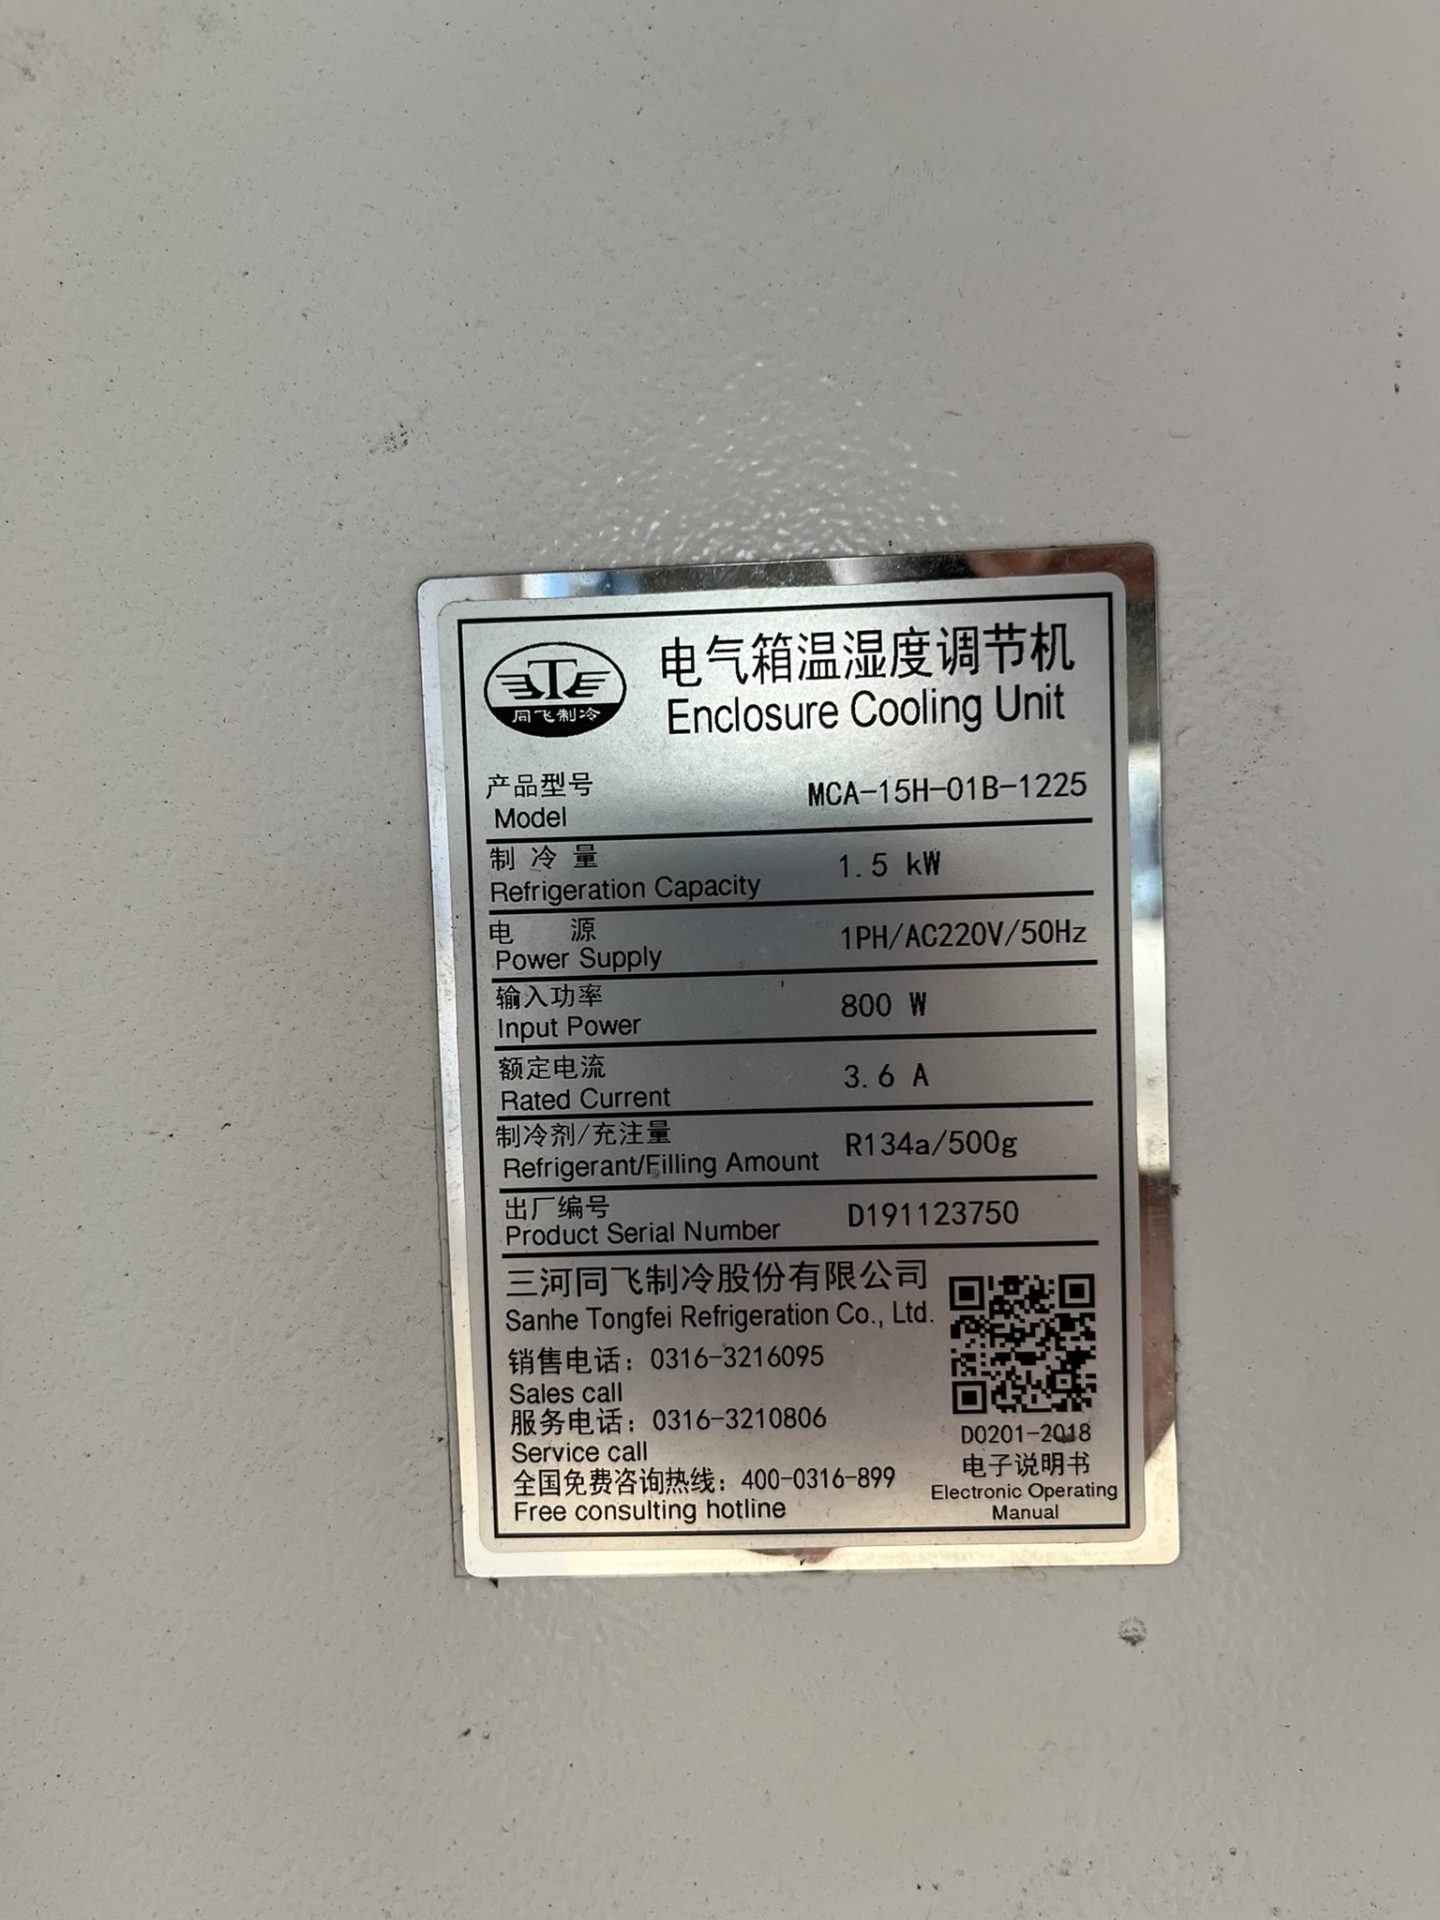 同飞制冷
电气箱温湿度调节机
Enclosure Cooling Unit
产品型号 MCA-15H-01B-1225
Model
制冷量 1.5 kW
Refrigeration Capacity
电 源 1PH/AC220V/50Hz
Power Supply
输入功率 800 W
Input Power
额定电流 3.6 A
Rated Current
制冷剂/充注量 R134a/500g
Refrigerant/Filling Amount
出厂编号 D191123750
Product Serial Number
三河同飞制冷股份有限公司
Sanhe Tongfei Refrigeration Co., Ltd.
销售电话：0316-3216095
Sales call
服务电话：0316-3210806
Service call
全国免费咨询热线：400-0316-899
Free consulting hotline
D0201-2018
电子说明书
Electronic Operating
Manual